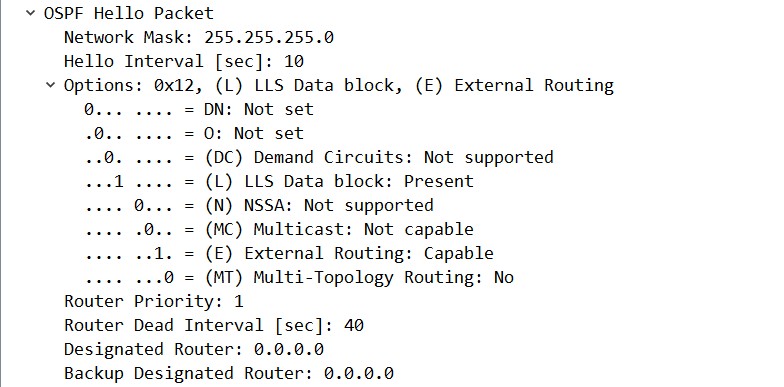 OSPF Hello Packet
Network Mask: 255.255.255.0
Hello Interval [sec]: 10
Options: 0x12, (L) LLS Data block, (E) External Routing
0... .... = DN: Not set
.0.. .... = O: Not set
..0. .... = (DC) Demand Circuits: Not supported
...1 .... = (L) LLS Data block: Present
.... 0... = (N) NSSA: Not supported
.... .0.. = (MC) Multicast: Not capable
.... ..1. = (E) External Routing: Capable
.... ...0 = (MT) Multi-Topology Routing: No
Router Priority: 1
Router Dead Interval [sec]: 40
Designated Router: 0.0.0.0
Backup Designated Router: 0.0.0.0